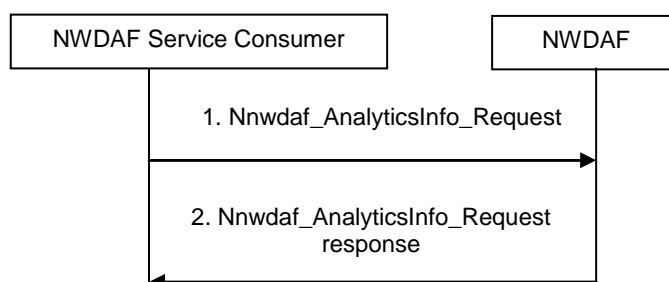 NWDAF Service Consumer
NWDAF
1. Nnwdaf_AnalyticsInfo_Request
2. Nnwdaf_AnalyticsInfo_Request
response